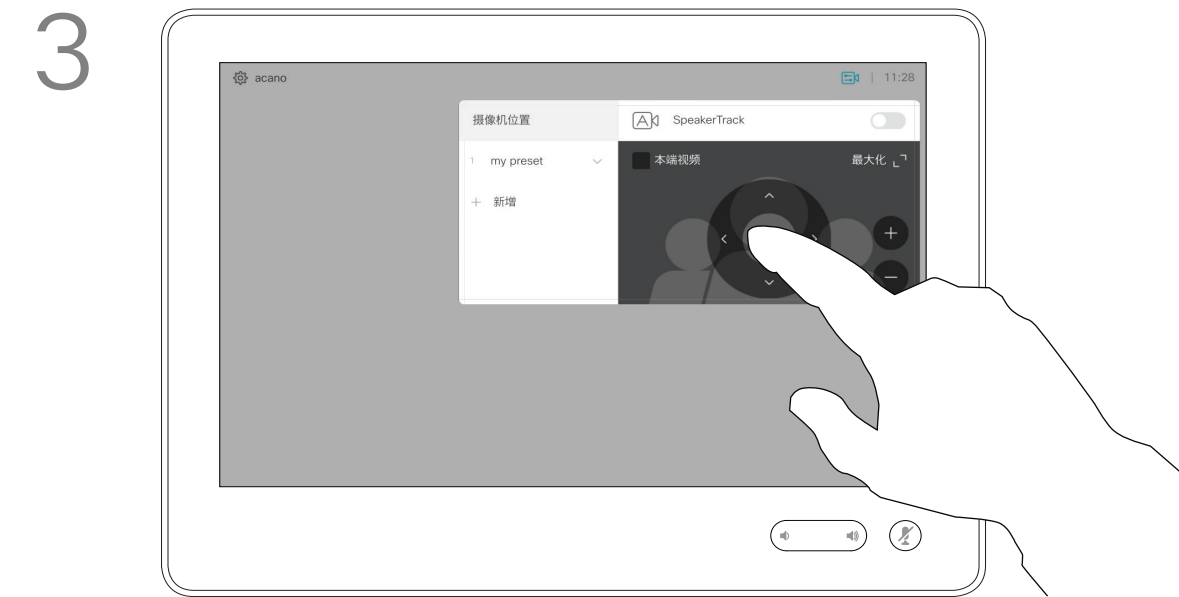 3
acano
11:28
摄像机位置
SpeakerTrack
1 my preset
本端视频
最大化
+ 新增